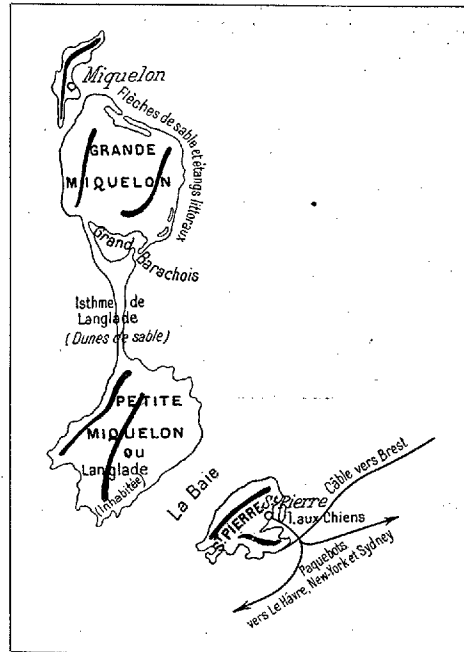 Miquelon
Flèches de sable et étangs littoraux
GRANDE
MIQUELON
Grand Barachois
Isthme de
Langlade
(Dunes de sable)
PETITE
MIQUELON
OU
Langlade
(Inhabitée)
La Baie
St PIERRE
St Pierre
I. aux Chiens
Câble vers Brest
Paquebots
vers Le Hâvre, New-York et Sydney